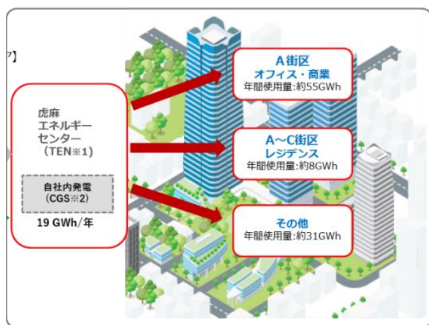 】
虎麻
エネルギー
センター
(TEN※1)
自社内発電
(CGS※2)
19 GWh/年
A街区
オフィス・商業
年間使用量:約55GWh
A～C街区
レジデンス
年間使用量:約8GWh
その他
年間使用量:約31GWh